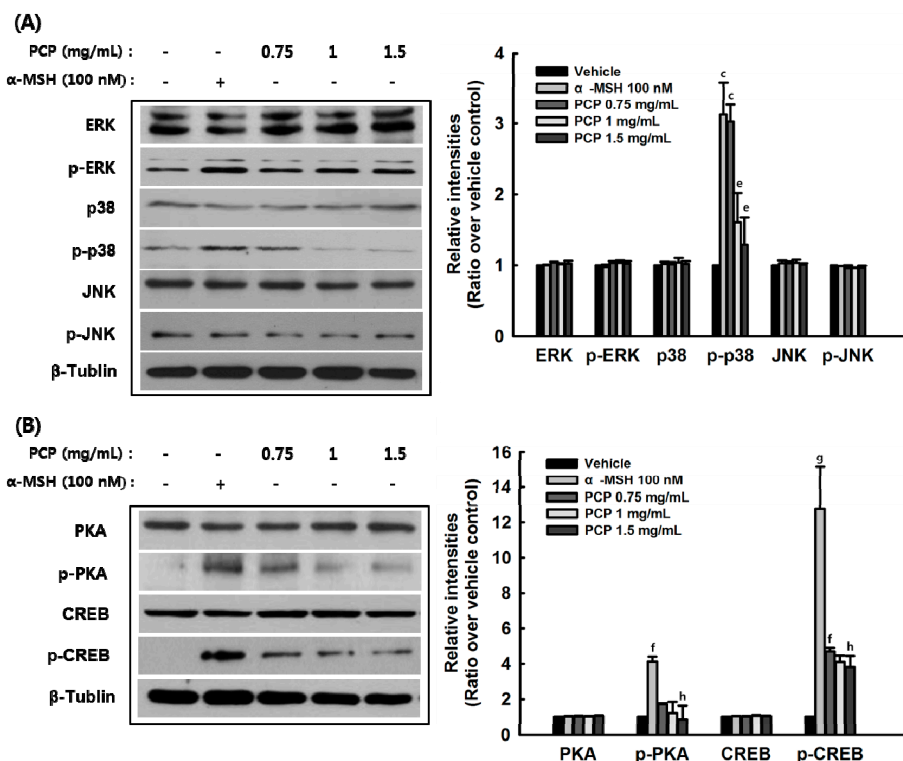 (A)
PCP (mg/mL) : - - 0.75 1 1.5
α-MSH (100 nM) : - + - - -
ERK
p-ERK
p38
p-p38
JNK
p-JNK
β-Tublin
Relative intensities
(Ratio over vehicle control)
4
3
2
1
0
Vehicle
α -MSH 100 nM
PCP 0.75 mg/mL
PCP 1 mg/mL
PCP 1.5 mg/mL
c
c
e
e
ERK p-ERK p38 p-p38 JNK p-JNK
(B)
PCP (mg/mL) : - - 0.75 1 1.5
α-MSH (100 nM) : - + - - -
PKA
p-PKA
CREB
p-CREB
β-Tublin
Relative intensities
(Ratio over vehicle control)
16
14
12
10
8
6
4
2
0
Vehicle
α -MSH 100 nM
PCP 0.75 mg/mL
PCP 1 mg/mL
PCP 1.5 mg/mL
f
h
g
f
h
PKA p-PKA CREB p-CREB